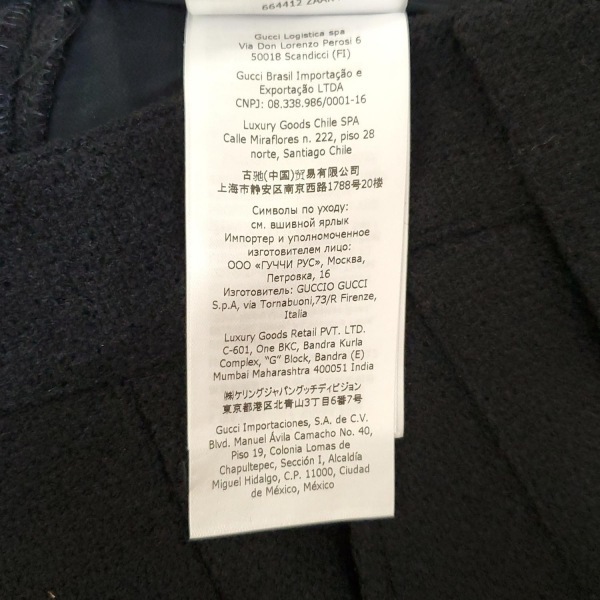 664412
Gucci Logistica spa
Via Don Lorenzo Perosi 6
50018 Scandicci (FI)
Gucci Brasil Importação e
Exportação LTDA
CNPJ: 08.338.986/0001-16
Luxury Goods Chile SPA
Calle Miraflores n. 222, piso 28
norte, Santiago Chile
古驰(中国)贸易有限公司
上海市静安区南京西路1788号20楼
Символы по уходу:
см. вшивной ярлык
Импортер и уполномоченное
изготовителем лицо:
ООО «ГУЧЧИ РУС», Москва,
Петровка, 16
Изготовитель: GUCCIO GUCCI
S.p.A, via Tornabuoni,73/R Firenze,
Italia
Luxury Goods Retail PVT. LTD.
C-601, One BKC, Bandra Kurla
Complex, "G" Block, Bandra (E)
Mumbai Maharashtra 400051 India
㈱ケリングジャパングッチディビジョン
東京都港区北青山3丁目6番7号
Gucci Importaciones, S.A. de C.V.
Blvd. Manuel Ávila Camacho No. 40,
Piso 19, Colonia Lomas de
Chapultepec, Sección I, Alcaldía
Miguel Hidalgo, C.P. 11000, Ciudad
de México, México